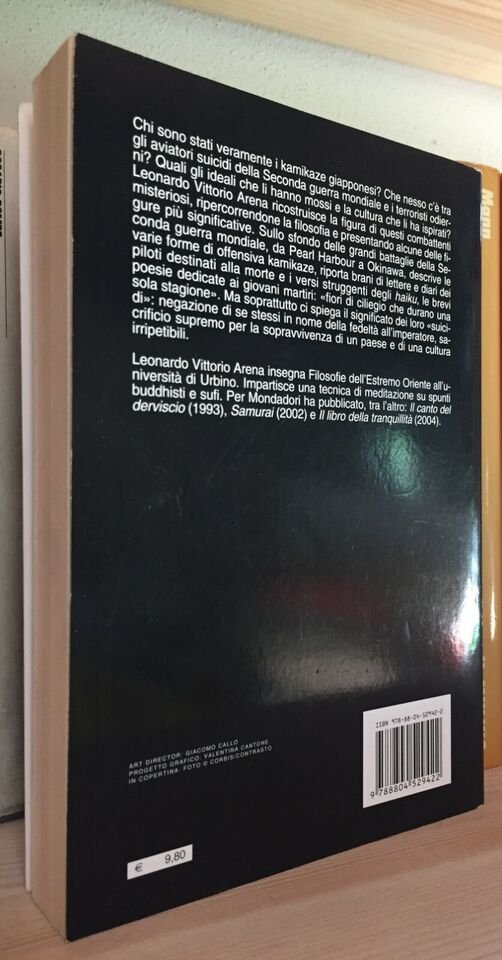 Chi sono stati veramente i kamikaze giapponesi? Che nesso c'è tra
gli aviatori suicidi della Seconda guerra mondiale e i terroristi odier-
ni? Quali gli ideali che li hanno mossi e la cultura che li ha ispirati?
Leonardo Vittorio Arena ricostruisce la figura di questi combattenti
misteriosi, ripercorrendone la filosofia e presentando alcune delle fi-
gure più significative. Sullo sfondo delle grandi battaglie della Se-
conda guerra mondiale, da Pearl Harbour a Okinawa, descrive le
varie forme di offensiva kamikaze, riporta brani di lettere e diari dei
piloti destinati alla morte e i versi struggenti degli haiku, le brevi
poesie dedicate ai giovani martiri: «fiori di ciliegio che durano una
sola stagione». Ma soprattutto ci spiega il significato dei loro «suici-
di»: negazione di se stessi in nome della fedeltà all'imperatore, sa-
crificio supremo per la sopravvivenza di un paese e di una cultura
irripetibili.
Leonardo Vittorio Arena insegna Filosofie dell'Estremo Oriente all'u-
niversità di Urbino. Impartisce una tecnica di meditazione su spunti
buddhisti e sufi. Per Mondadori ha pubblicato, tra l'altro: Il canto del
derviscio (1993), Samurai (2002) e Il libro della tranquillità (2004).
ART DIRECTOR: GIACOMO CALLO
PROGETTO GRAFICO: VALENTINA CANTONE
IN COPERTINA: FOTO © CORBIS/CONTRASTO
€ 9,80
ISBN 978-88-04-52942-2
9 788804 529422
Mann